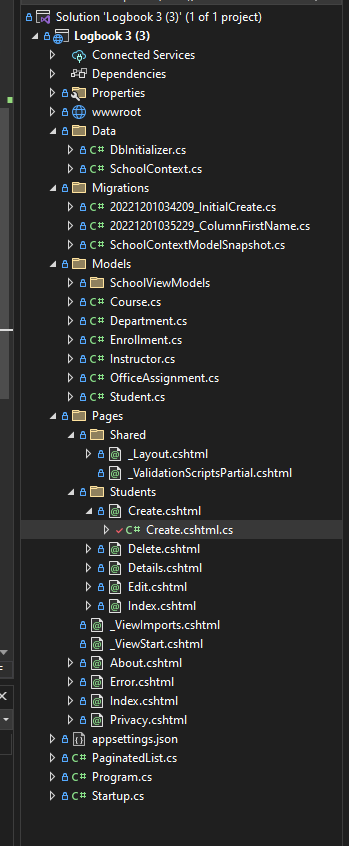 Solution 'Logbook 3 (3)' (1 of 1 project)
Logbook 3 (3)
Connected Services
Dependencies
Properties
wwwroot
Data
C# DbInitializer.cs
C# SchoolContext.cs
Migrations
C# 20221201034209_InitialCreate.cs
C# 20221201035229_ColumnFirstName.cs
C# SchoolContextModelSnapshot.cs
Models
SchoolViewModels
C# Course.cs
C# Department.cs
C# Enrollment.cs
C# Instructor.cs
C# OfficeAssignment.cs
C# Student.cs
Pages
Shared
_Layout.cshtml
_ValidationScriptsPartial.cshtml
Students
Create.cshtml
C# Create.cshtml.cs
Delete.cshtml
Details.cshtml
Edit.cshtml
Index.cshtml
_ViewImports.cshtml
_ViewStart.cshtml
About.cshtml
Error.cshtml
Index.cshtml
Privacy.cshtml
appsettings.json
C# PaginatedList.cs
C# Program.cs
C# Startup.cs